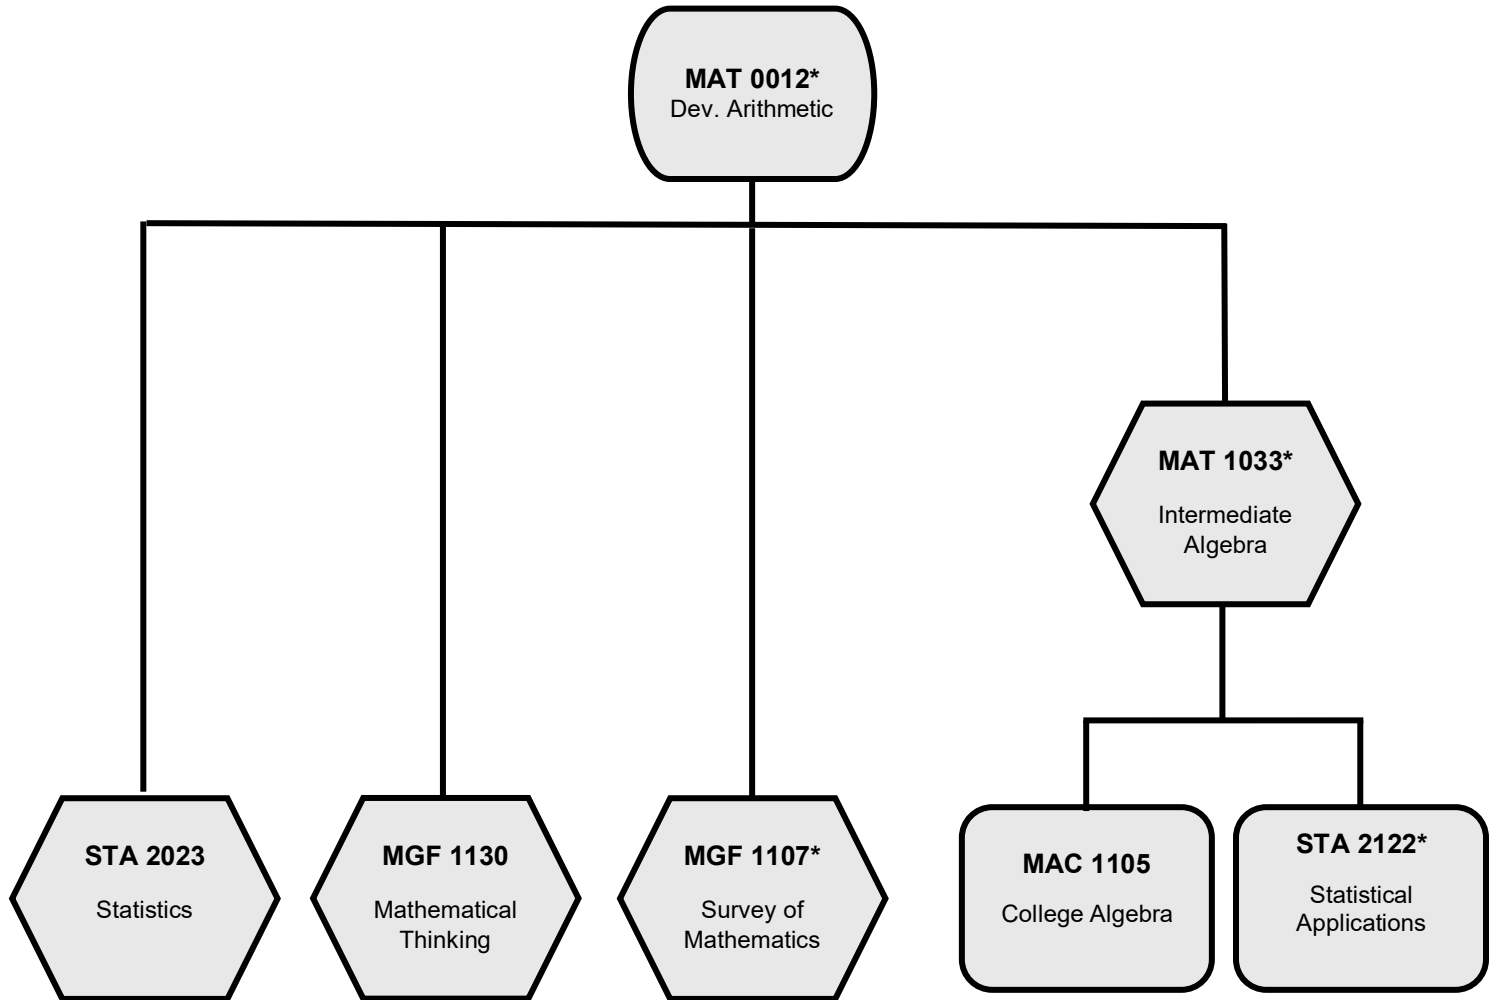 MAT 0012*
Dev. Arithmetic
MAT 1033*
Intermediate
Algebra
STA 2023
Statistics
MGF 1130
Mathematical
Thinking
MGF 1107*
Survey of
Mathematics
MAC 1105
College Algebra
STA 2122*
Statistical
Applications